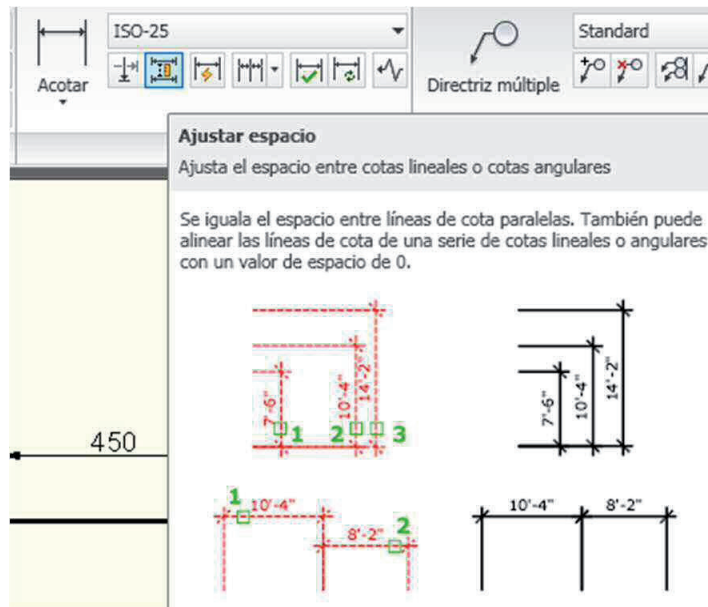 ISO-25
Standard
Acotar
Directriz múltiple
Ajustar espacio
Ajusta el espacio entre cotas lineales o cotas angulares
Se iguala el espacio entre líneas de cota paralelas. También puede
alinear las líneas de cota de una serie de cotas lineales o angulares
con un valor de espacio de 0.
7'-6"
10'-4"
14'-2"
1
2
3
7'-6"
10'-4"
14'-2"
450
1
10'-4"
8'-2"
2
10'-4"
8'-2"